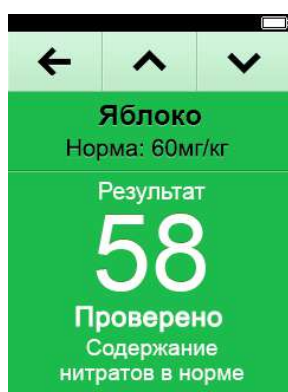 Яблоко
Норма: 60мг/кг
Результат
58
Проверено
Содержание
нитратов в норме